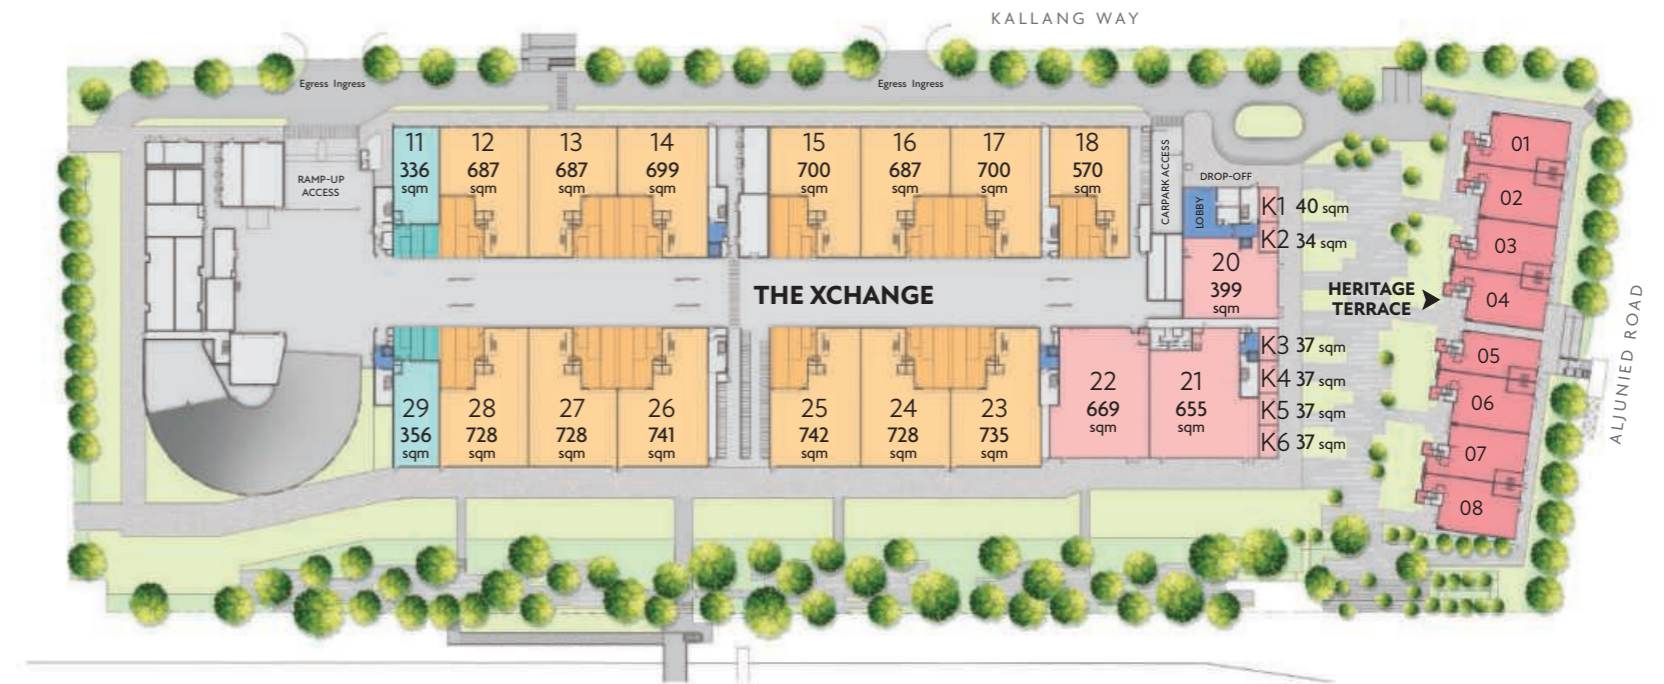 KALLANG WAY
Egress Ingress
Egress Ingress
RAMP-UP
ACCESS
11
336
sqm
12
687
sqm
13
687
sqm
14
699
sqm
15
700
sqm
16
687
sqm
17
700
sqm
18
570
sqm
CARPARK ACCESS
DROP-OFF
LOBBY
K1 40 sqm
K2 34 sqm
20
399
sqm
THE XCHANGE
HERITAGE
TERRACE
01
02
03
04
05
06
07
08
ALJUNIED ROAD
29
356
sqm
28
728
sqm
27
728
sqm
26
741
sqm
25
742
sqm
24
728
sqm
23
735
sqm
22
669
sqm
21
655
sqm
K3 37 sqm
K4 37 sqm
K5 37 sqm
K6 37 sqm